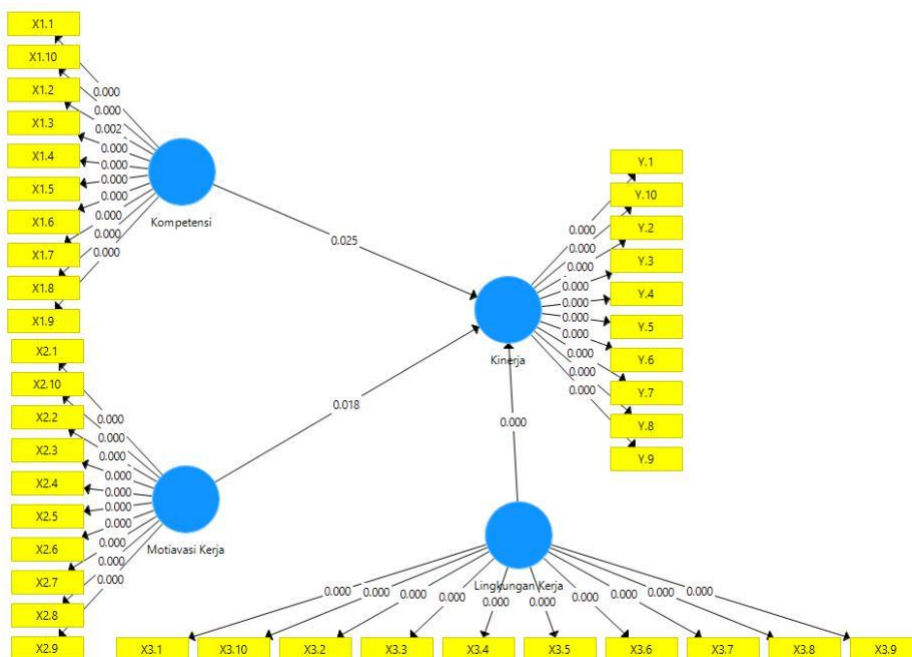 X1.1
X1.10
X1.2
X1.3
X1.4
X1.5
X1.6
X1.7
X1.8
X1.9
0.000
0.000
0.002
0.000
0.000
0.000
0.000
0.000
0.000
0.000
Kompetensi
0.025
X2.1
X2.10
X2.2
X2.3
X2.4
X2.5
X2.6
X2.7
X2.8
X2.9
0.000
0.000
0.000
0.000
0.000
0.000
0.000
0.000
0.000
0.000
Motiavasi Kerja
0.018
Kinerja
0.000
0.000
0.000
0.000
0.000
0.000
0.000
0.000
0.000
0.000
Y.1
Y.10
Y.2
Y.3
Y.4
Y.5
Y.6
Y.7
Y.8
Y.9
0.000
Lingkungan Kerja
0.000
0.000
0.000
0.000
0.000
0.000
0.000
0.000
0.000
0.000
X3.1
X3.10
X3.2
X3.3
X3.4
X3.5
X3.6
X3.7
X3.8
X3.9